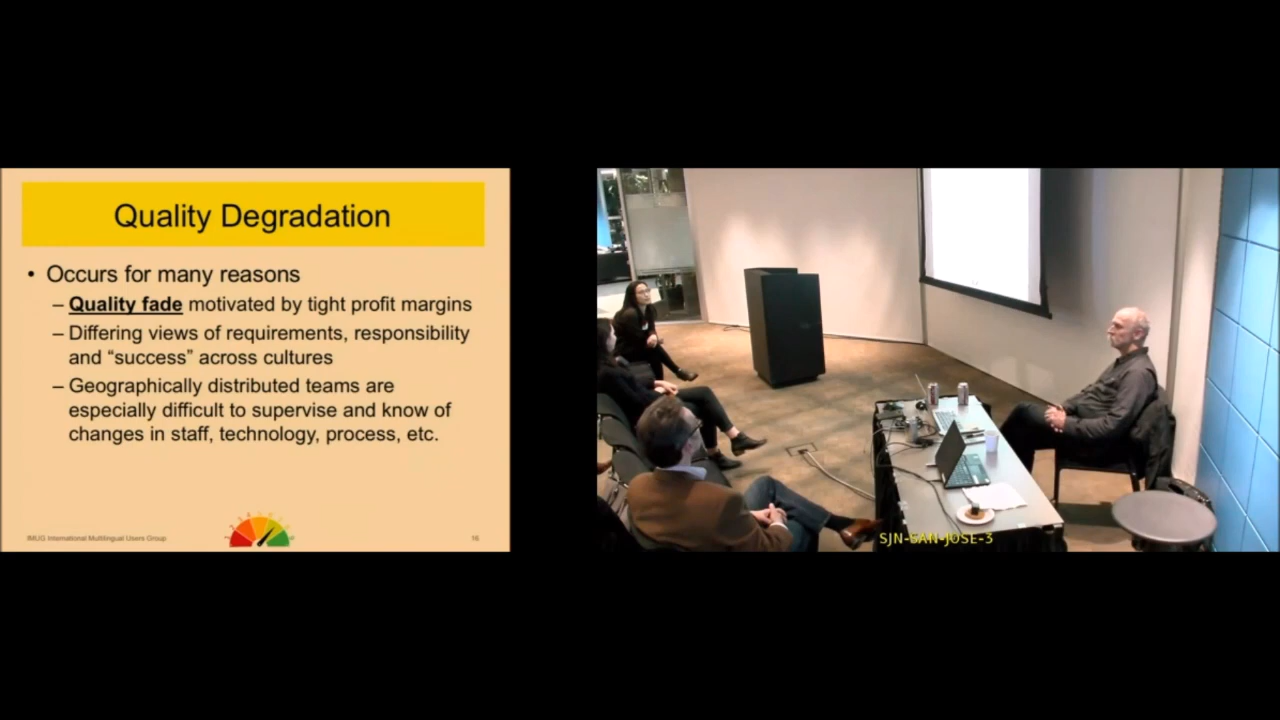 Quality Degradation
• Occurs for many reasons
– Quality fade motivated by tight profit margins
– Differing views of requirements, responsibility
and “success” across cultures
– Geographically distributed teams are
especially difficult to supervise and know of
changes in staff, technology, process, etc.
IMUG International Multilingual Users Group
16
SJN-SAN-JOSE-3